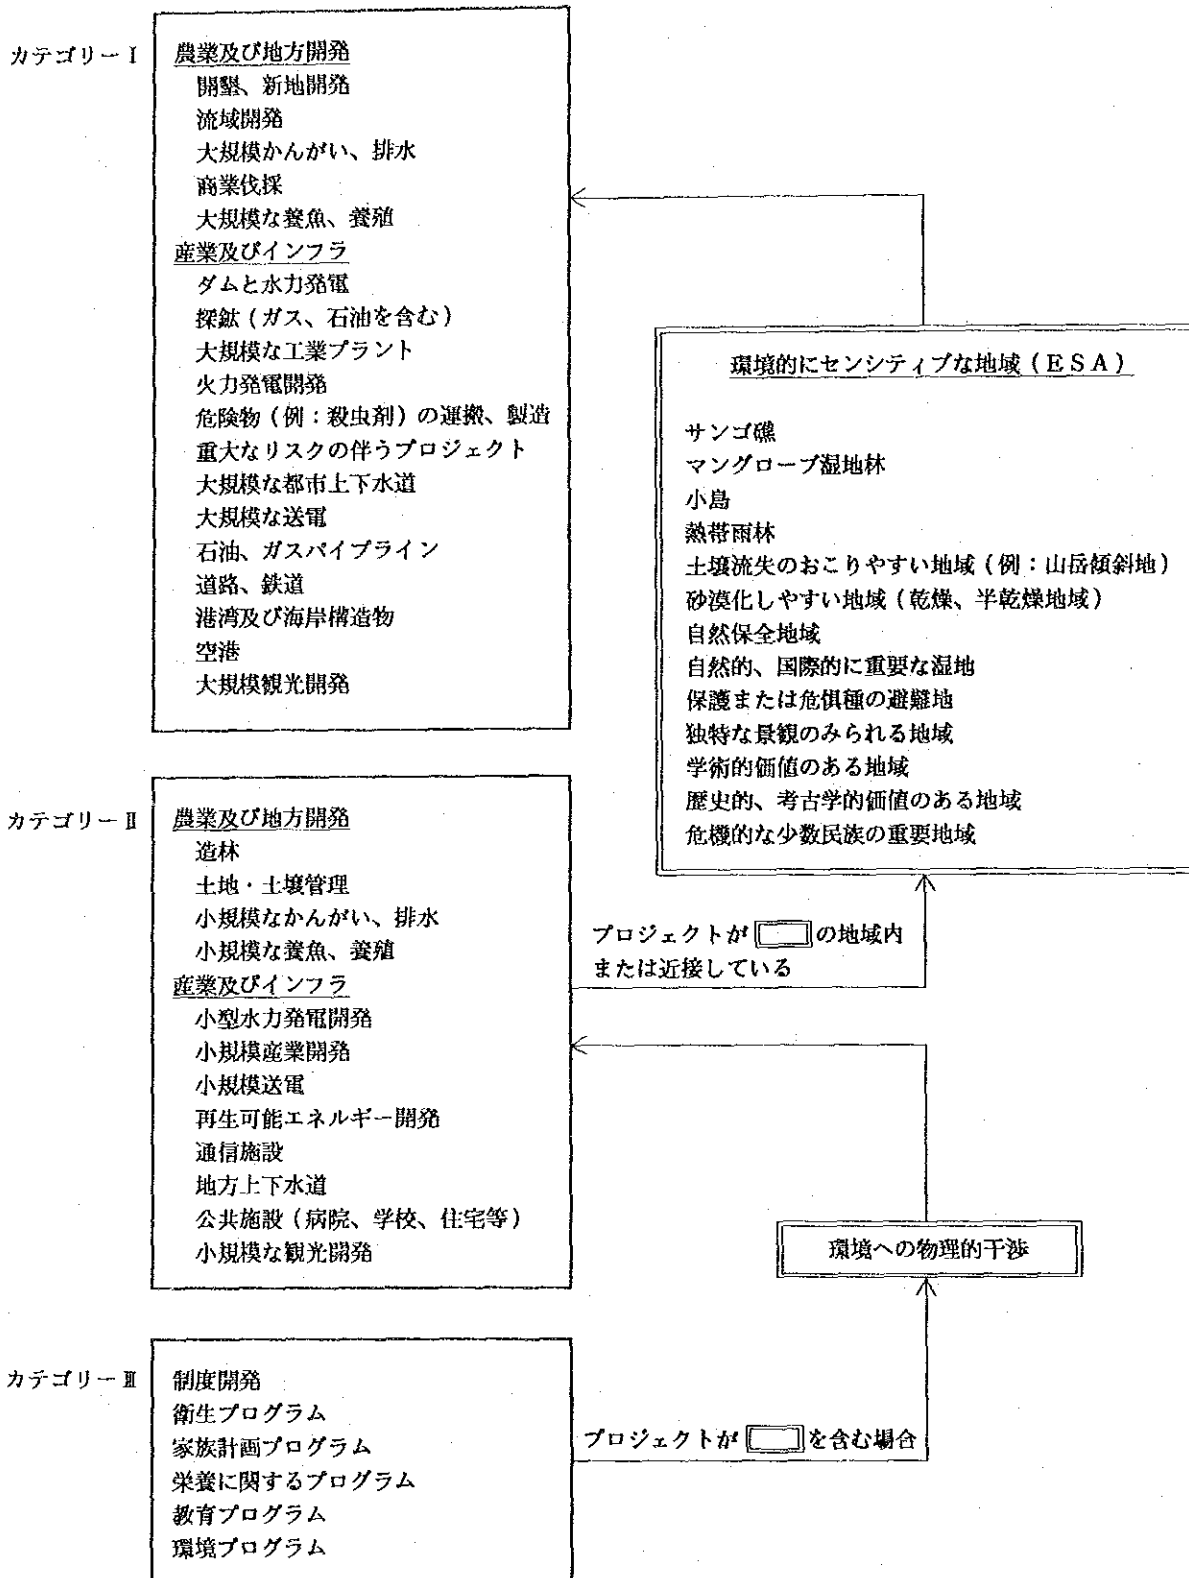 カテゴリーⅠ
農業及び地方開発
開墾、新地開発
流域開発
大規模かんがい、排水
商業伐採
大規模な養魚、養殖
産業及びインフラ
ダムと水力発電
探鉱(ガス、石油を含む)
大規模な工業プラント
火力発電開発
危険物(例:殺虫剤)の運搬、製造
重大なリスクの伴うプロジェクト
大規模な都市上下水道
大規模な送電
石油、ガスパイプライン
道路、鉄道
港湾及び海岸構造物
空港
大規模観光開発
環境的にセンシティブな地域(ESA)
サンゴ礁
マングローブ湿地林
小島
熱帯雨林
土壌流失のおこりやすい地域(例:山岳傾斜地)
砂漠化しやすい地域(乾燥、半乾燥地域)
自然保全地域
自然的、国際的に重要な湿地
保護または危惧種の避難地
独特な景観のみられる地域
学術的価値のある地域
歴史的、考古学的価値のある地域
危機的な少数民族の重要地域
カテゴリーⅡ
農業及び地方開発
造林
土地・土壌管理
小規模なかんがい、排水
小規模な養魚、養殖
産業及びインフラ
小型水力発電開発
小規模産業開発
小規模送電
再生可能エネルギー開発
通信施設
地方上下水道
公共施設(病院、学校、住宅等)
小規模な観光開発
プロジェクトが の地域内
または近接している
環境への物理的干渉
カテゴリーⅢ
制度開発
衛生プログラム
家族計画プログラム
栄養に関するプログラム
教育プログラム
環境プログラム
プロジェクトが を含む場合